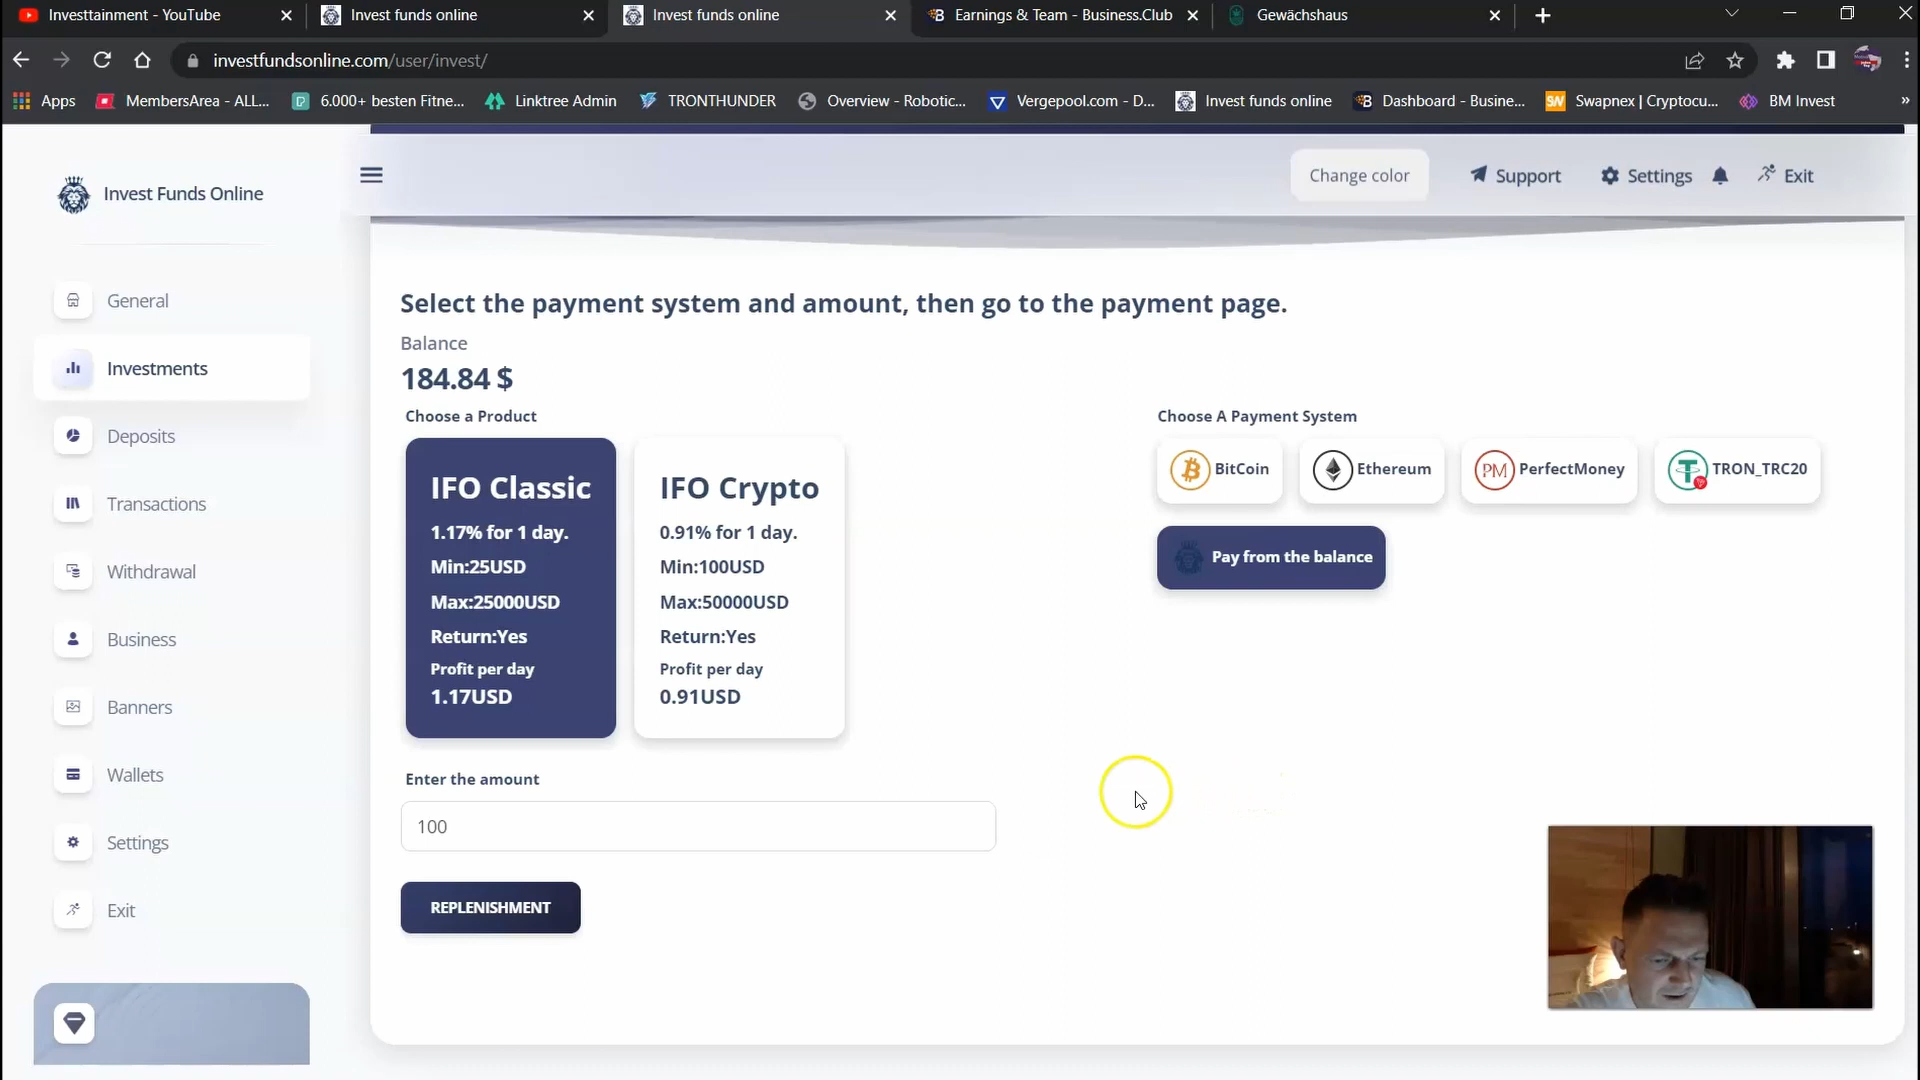 Investtainment - YouTube
Invest funds online
Invest funds online
Earnings & Team - Business.Club
Gewächshaus
investfundsonline.com/user/invest/
Apps
MembersArea - ALL...
6.000+ besten Fitne...
Linktree Admin
TRONTHUNDER
Overview - Robotic...
Vergepool.com - D...
Invest funds online
Dashboard - Busine...
Swapnex | Cryptocu...
BM Invest
»
Invest Funds Online
Change color
Support
Settings
Exit
General
Investments
Deposits
Transactions
Withdrawal
Business
Banners
Wallets
Settings
Exit
Select the payment system and amount, then go to the payment page.
Balance
184.84 $
Choose a Product
IFO Classic
1.17% for 1 day.
Min:25USD
Max:25000USD
Return:Yes
Profit per day
1.17USD
IFO Crypto
0.91% for 1 day.
Min:100USD
Max:50000USD
Return:Yes
Profit per day
0.91USD
Choose A Payment System
BitCoin
Ethereum
PM PerfectMoney
TRON_TRC20
Pay from the balance
Enter the amount
100
REPLENISHMENT